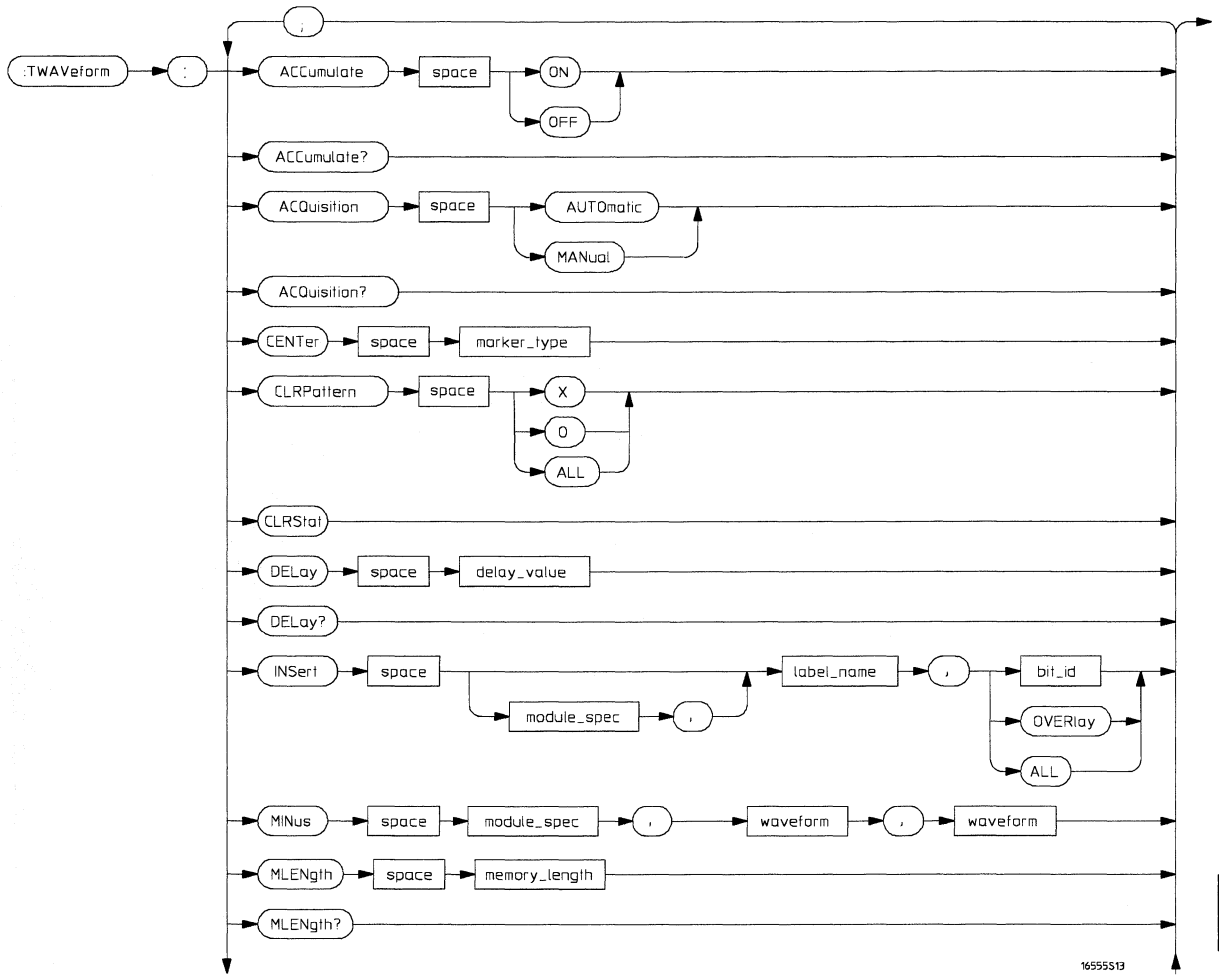 ;
:TWAVeform : ACCumulate space ON
OFF
ACCumulate?
ACQuisition space AUTOmatic
MANual
ACQuisition?
CENTer space marker_type
CLRPattern space X
O
ALL
CLRStat
DELay space delay_value
DELay?
INSert space label_name , bit_id
module_spec , OVERlay
ALL
MINus space module_spec , waveform , waveform
MLENgth space memory_length
MLENgth?
16555S13